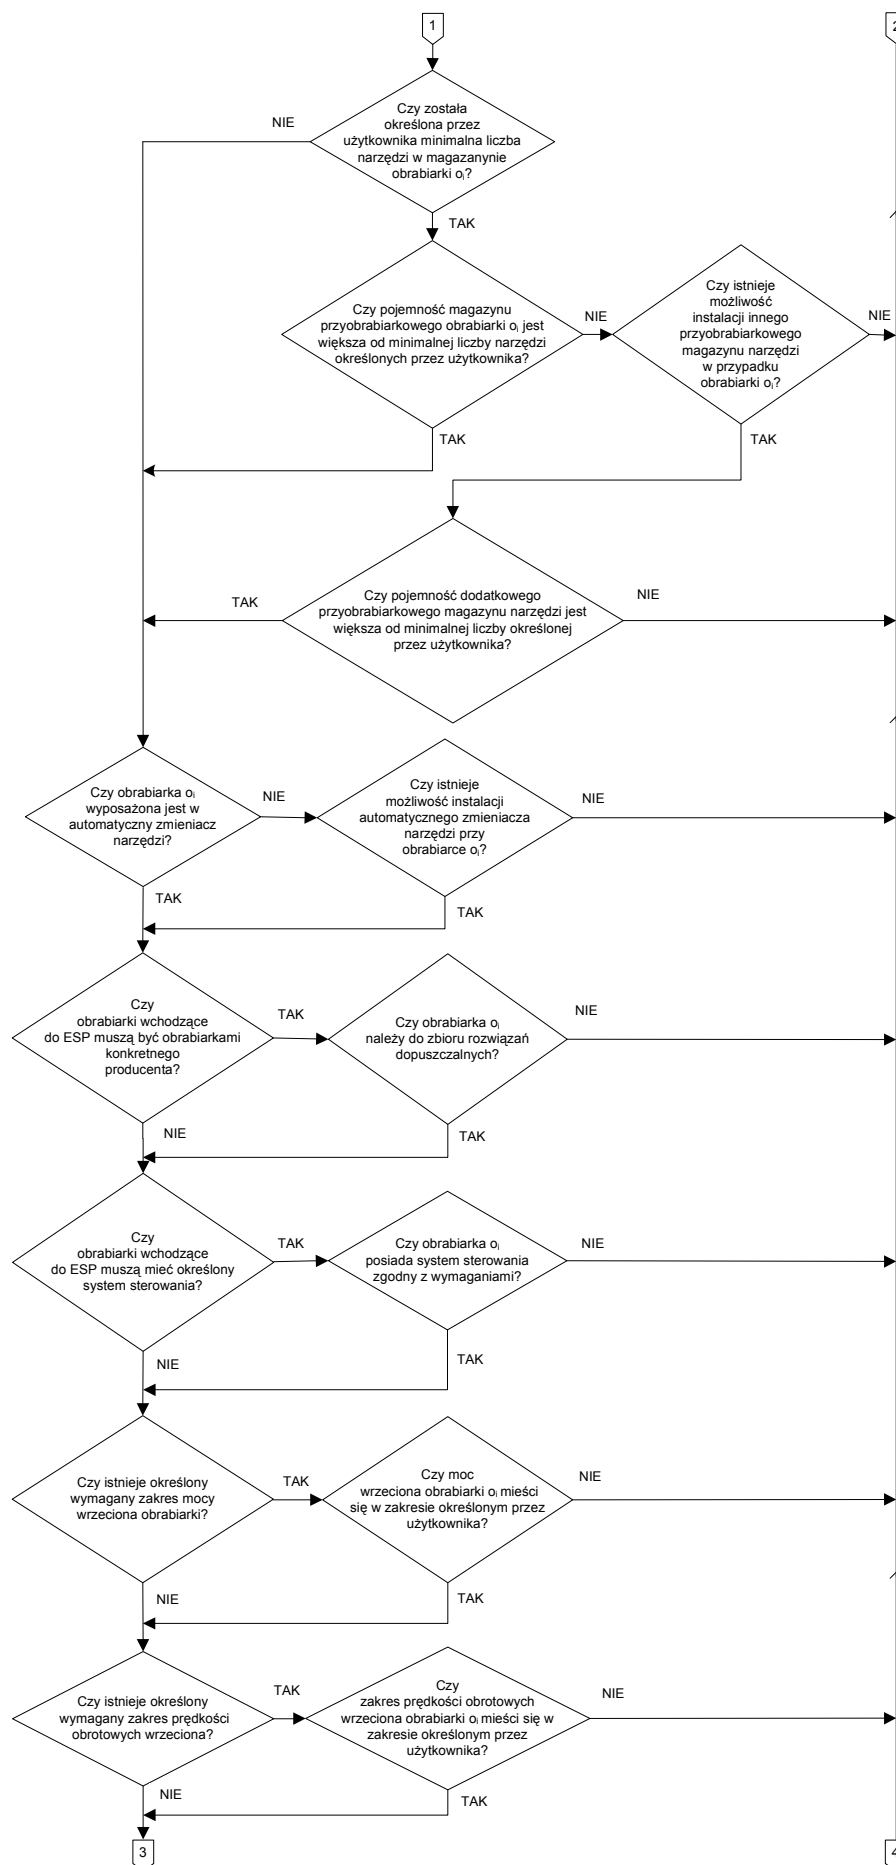 1
2
Czy została
określona przez
użytkownika minimalna liczba
narzędzi w magazanynie
obrabiarki oᵢ?
NIE
TAK
Czy pojemność magazynu
przyobrabiarkowego obrabiarki oᵢ jest
większa od minimalnej liczby narzędzi
określonych przez użytkownika?
NIE
TAK
Czy istnieje
możliwość
instalacji innego
przyobrabiarkowego
magazynu narzędzi
w przypadku
obrabiarki oᵢ?
NIE
TAK
Czy pojemność dodatkowego
przyobrabiarkowego magazynu narzędzi jest
większa od minimalnej liczby określonej
przez użytkownika?
TAK
NIE
Czy obrabiarka oᵢ
wyposażona jest w
automatyczny zmieniacz
narzędzi?
NIE
TAK
Czy istnieje
możliwość instalacji
automatycznego zmieniacza
narzędzi przy
obrabiarce oᵢ?
NIE
TAK
Czy
obrabiarki wchodzące
do ESP muszą być obrabiarkami
konkretnego
producenta?
TAK
NIE
Czy obrabiarka oᵢ
należy do zbioru rozwiązań
dopuszczalnych?
NIE
TAK
Czy
obrabiarki wchodzące
do ESP muszą mieć określony
system sterowania?
TAK
NIE
Czy obrabiarka oᵢ
posiada system sterowania
zgodny z wymaganiami?
NIE
TAK
Czy istnieje określony
wymagany zakres mocy
wrzeciona obrabiarki?
TAK
NIE
Czy moc
wrzeciona obrabiarki oᵢ mieści
się w zakresie określonym przez
użytkownika?
NIE
TAK
Czy istnieje określony
wymagany zakres prędkości
obrotowych wrzeciona?
TAK
NIE
Czy
zakres prędkości obrotowych
wrzeciona obrabiarki oᵢ mieści się w
zakresie określonym przez
użytkownika?
NIE
TAK
3
4